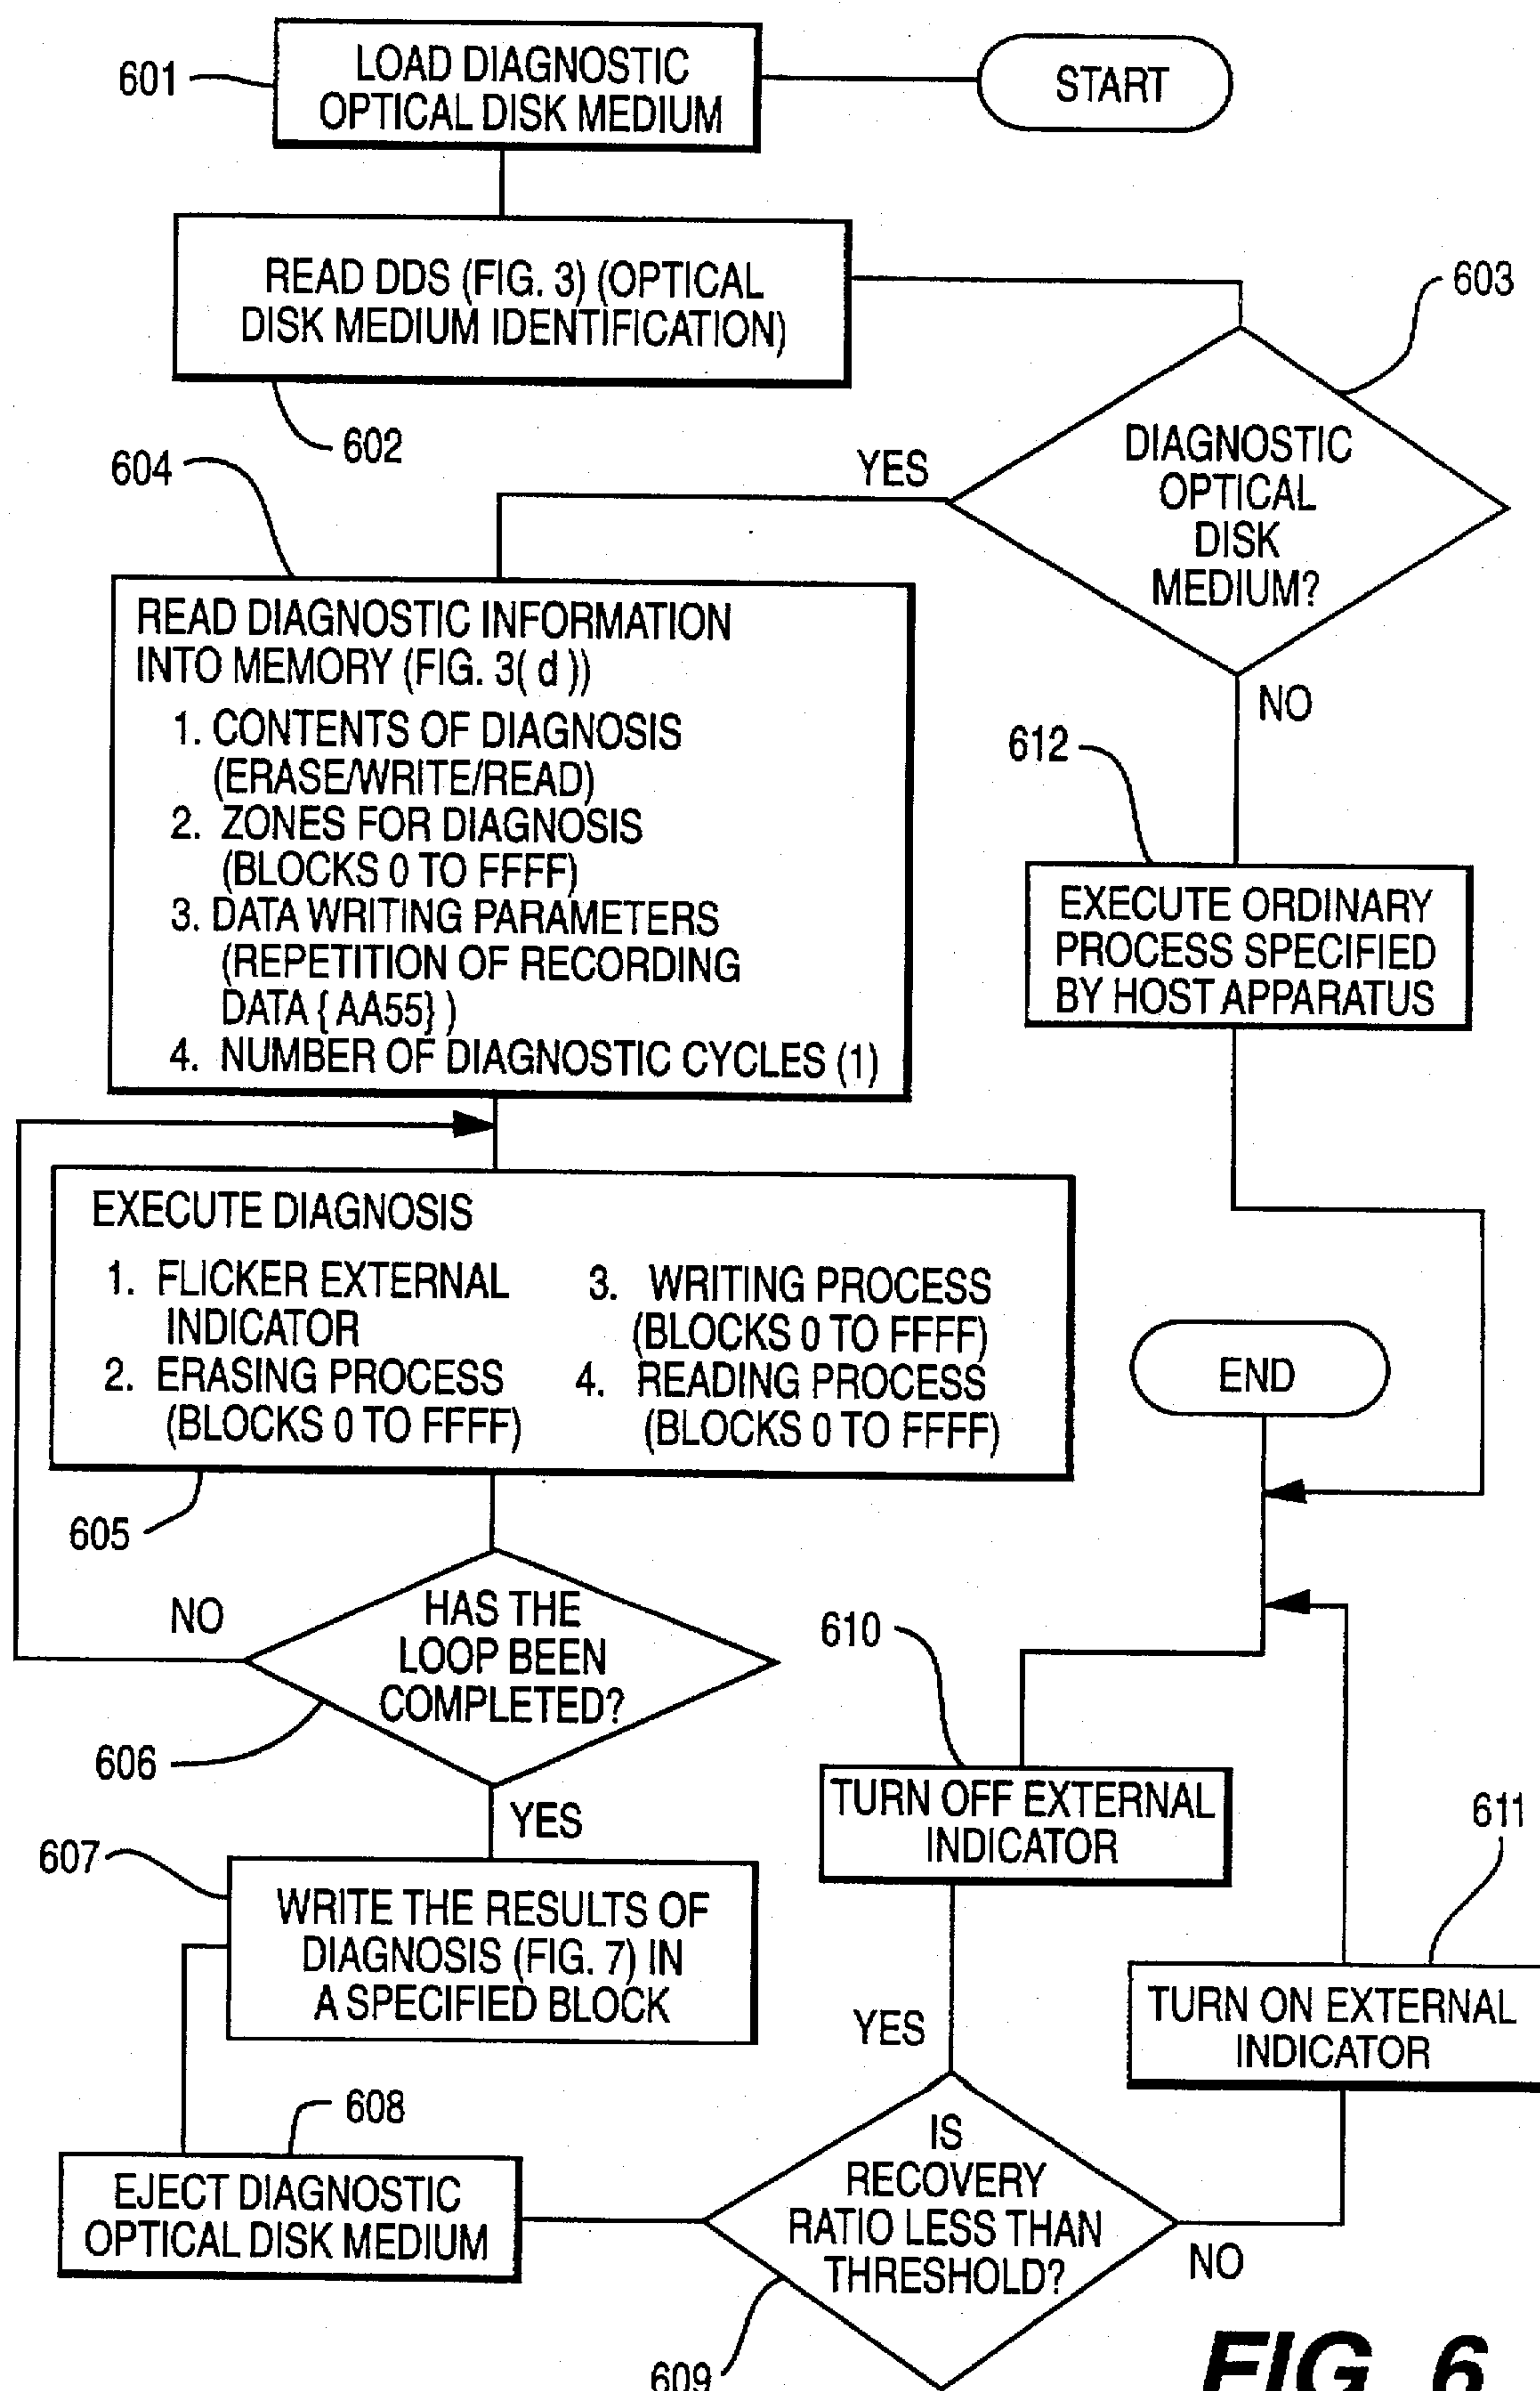 START
601
LOAD DIAGNOSTIC
OPTICAL DISK MEDIUM
READ DDS (FIG. 3) (OPTICAL
DISK MEDIUM IDENTIFICATION)
602
603
DIAGNOSTIC
OPTICAL
DISK
MEDIUM?
YES
NO
604
READ DIAGNOSTIC INFORMATION
INTO MEMORY (FIG. 3( d ))
1. CONTENTS OF DIAGNOSIS
(ERASE/WRITE/READ)
2. ZONES FOR DIAGNOSIS
(BLOCKS 0 TO FFFF)
3. DATA WRITING PARAMETERS
(REPETITION OF RECORDING
DATA { AA55} )
4. NUMBER OF DIAGNOSTIC CYCLES (1)
612
EXECUTE ORDINARY
PROCESS SPECIFIED
BY HOST APPARATUS
EXECUTE DIAGNOSIS
1. FLICKER EXTERNAL
INDICATOR
2. ERASING PROCESS
(BLOCKS 0 TO FFFF)
3. WRITING PROCESS
(BLOCKS 0 TO FFFF)
4. READING PROCESS
(BLOCKS 0 TO FFFF)
605
END
HAS THE
LOOP BEEN
COMPLETED?
NO
606
YES
607
WRITE THE RESULTS OF
DIAGNOSIS (FIG. 7) IN
A SPECIFIED BLOCK
608
EJECT DIAGNOSTIC
OPTICAL DISK MEDIUM
610
TURN OFF EXTERNAL
INDICATOR
611
TURN ON EXTERNAL
INDICATOR
YES
IS
RECOVERY
RATIO LESS THAN
THRESHOLD?
NO
609
FIG. 6